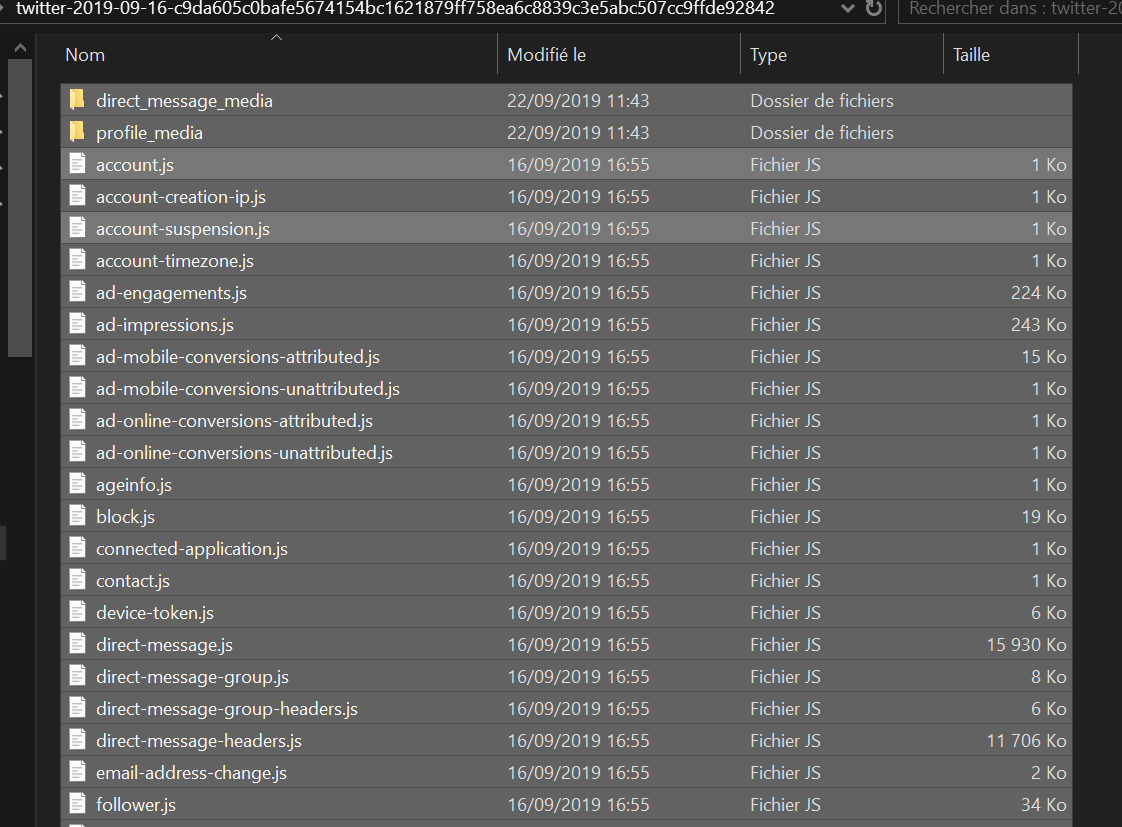 twitter-2019-09-16-c9da605c0bafe5674154bc1621879ff758ea6c8839c3e5abc507cc9ffde92842 Rechercher dans : twitter-20
Nom Modifié le Type Taille
direct_message_media 22/09/2019 11:43 Dossier de fichiers
profile_media 22/09/2019 11:43 Dossier de fichiers
account.js 16/09/2019 16:55 Fichier JS 1 Ko
account-creation-ip.js 16/09/2019 16:55 Fichier JS 1 Ko
account-suspension.js 16/09/2019 16:55 Fichier JS 1 Ko
account-timezone.js 16/09/2019 16:55 Fichier JS 1 Ko
ad-engagements.js 16/09/2019 16:55 Fichier JS 224 Ko
ad-impressions.js 16/09/2019 16:55 Fichier JS 243 Ko
ad-mobile-conversions-attributed.js 16/09/2019 16:55 Fichier JS 15 Ko
ad-mobile-conversions-unattributed.js 16/09/2019 16:55 Fichier JS 1 Ko
ad-online-conversions-attributed.js 16/09/2019 16:55 Fichier JS 1 Ko
ad-online-conversions-unattributed.js 16/09/2019 16:55 Fichier JS 1 Ko
ageinfo.js 16/09/2019 16:55 Fichier JS 1 Ko
block.js 16/09/2019 16:55 Fichier JS 19 Ko
connected-application.js 16/09/2019 16:55 Fichier JS 1 Ko
contact.js 16/09/2019 16:55 Fichier JS 1 Ko
device-token.js 16/09/2019 16:55 Fichier JS 6 Ko
direct-message.js 16/09/2019 16:55 Fichier JS 15 930 Ko
direct-message-group.js 16/09/2019 16:55 Fichier JS 8 Ko
direct-message-group-headers.js 16/09/2019 16:55 Fichier JS 6 Ko
direct-message-headers.js 16/09/2019 16:55 Fichier JS 11 706 Ko
email-address-change.js 16/09/2019 16:55 Fichier JS 2 Ko
follower.js 16/09/2019 16:55 Fichier JS 34 Ko